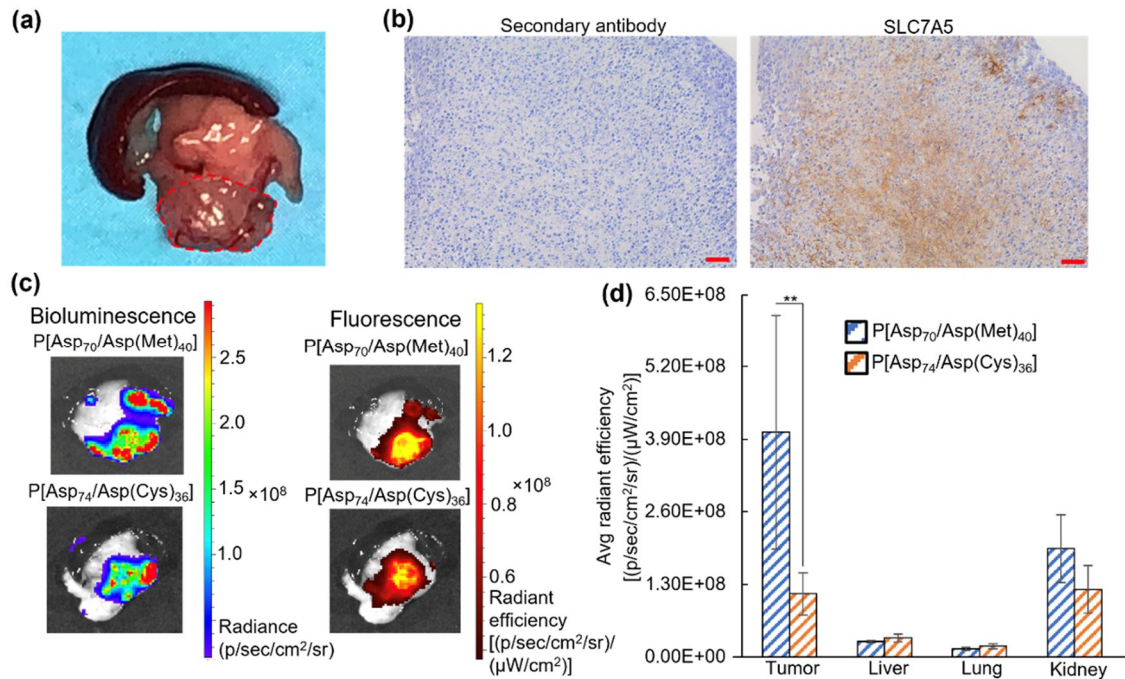 (a)
(b)
Secondary antibody
SLC7A5
(c)
Bioluminescence
P[Asp₇₀/Asp(Met)₄₀]
P[Asp₇₄/Asp(Cys)₃₆]
2.5
2.0
1.5
×10⁸
1.0
Radiance
(p/sec/cm²/sr)
Fluorescence
P[Asp₇₀/Asp(Met)₄₀]
P[Asp₇₄/Asp(Cys)₃₆]
1.2
1.0
×10⁸
0.8
0.6
Radiant
efficiency
[(p/sec/cm²/sr)/
(µW/cm²)]
(d)
Avg radiant efficiency
[(p/sec/cm²/sr)/(µW/cm²)]
6.50E+08
5.20E+08
3.90E+08
2.60E+08
1.30E+08
0.00E+00
**
P[Asp₇₀/Asp(Met)₄₀]
P[Asp₇₄/Asp(Cys)₃₆]
Tumor
Liver
Lung
Kidney